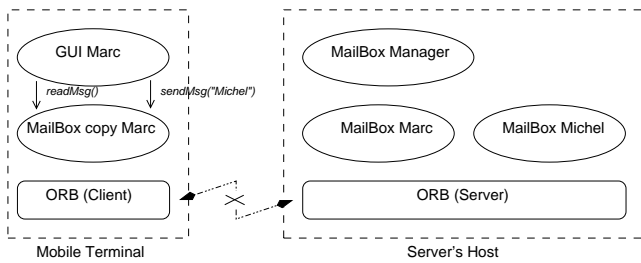 GUI Marc
readMsg()
sendMsg("Michel")
MailBox copy Marc
ORB (Client)
Mobile Terminal
MailBox Manager
MailBox Marc
MailBox Michel
ORB (Server)
Server's Host